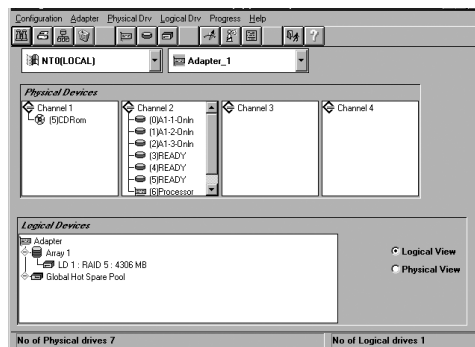 Configuration Adapter Physical Drv Logical Drv Progress Help
NT0(LOCAL)
Adapter_1
Physical Devices
Channel 1
(5)CDRom
Channel 2
(0)A1-1-Onln
(1)A1-2-Onln
(2)A1-3-Onln
(3)READY
(4)READY
(5)READY
(6)Processor
Channel 3
Channel 4
Logical Devices
Adapter
Array 1
LD 1 : RAID 5 : 4306 MB
Global Hot Spare Pool
Logical View
Physical View
No of Physical drives 7
No of Logical drives 1